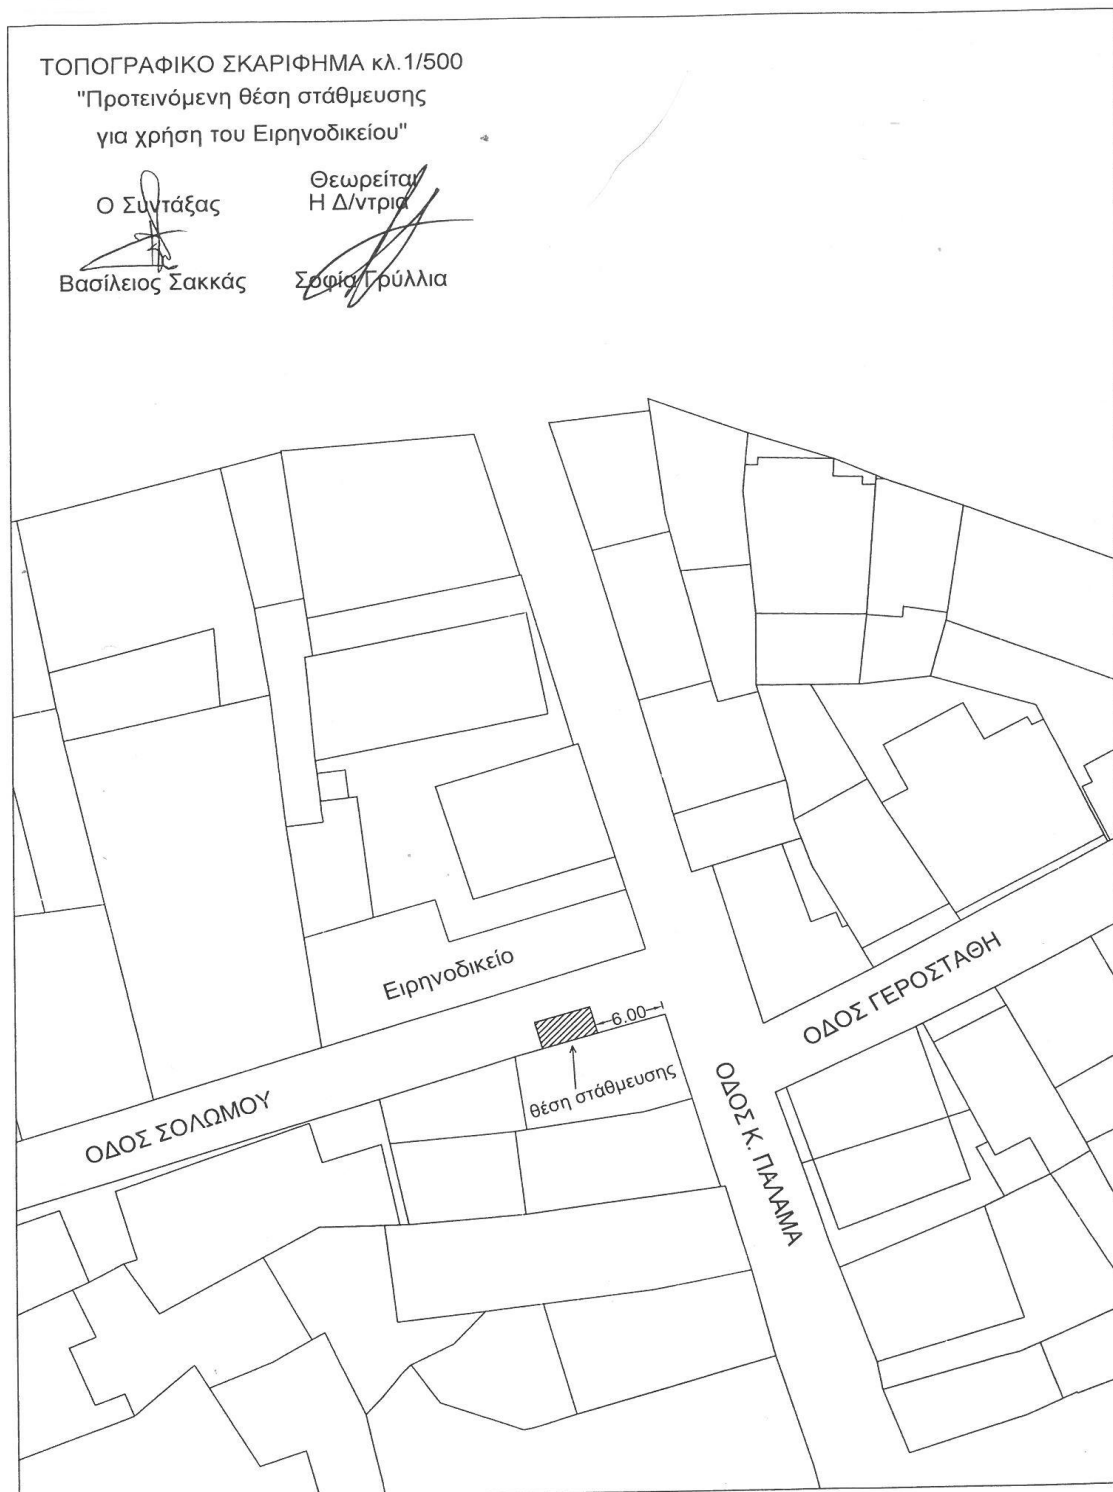 ΤΟΠΟΓΡΑΦΙΚΟ ΣΚΑΡΙΦΗΜΑ κλ.1/500
"Προτεινόμενη θέση στάθμευσης
για χρήση του Ειρηνοδικείου"
Θεωρείται
Ο Συντάξας Η Δ/ντρια
Βασίλειος Σακκάς Σοφία Γρύλλια
Ειρηνοδικείο
6.00
θέση στάθμευσης
ΟΔΟΣ ΓΕΡΟΣΤΑΘΗ
ΟΔΟΣ ΣΟΛΩΜΟΥ
ΟΔΟΣ Κ. ΠΑΛΑΜΑ